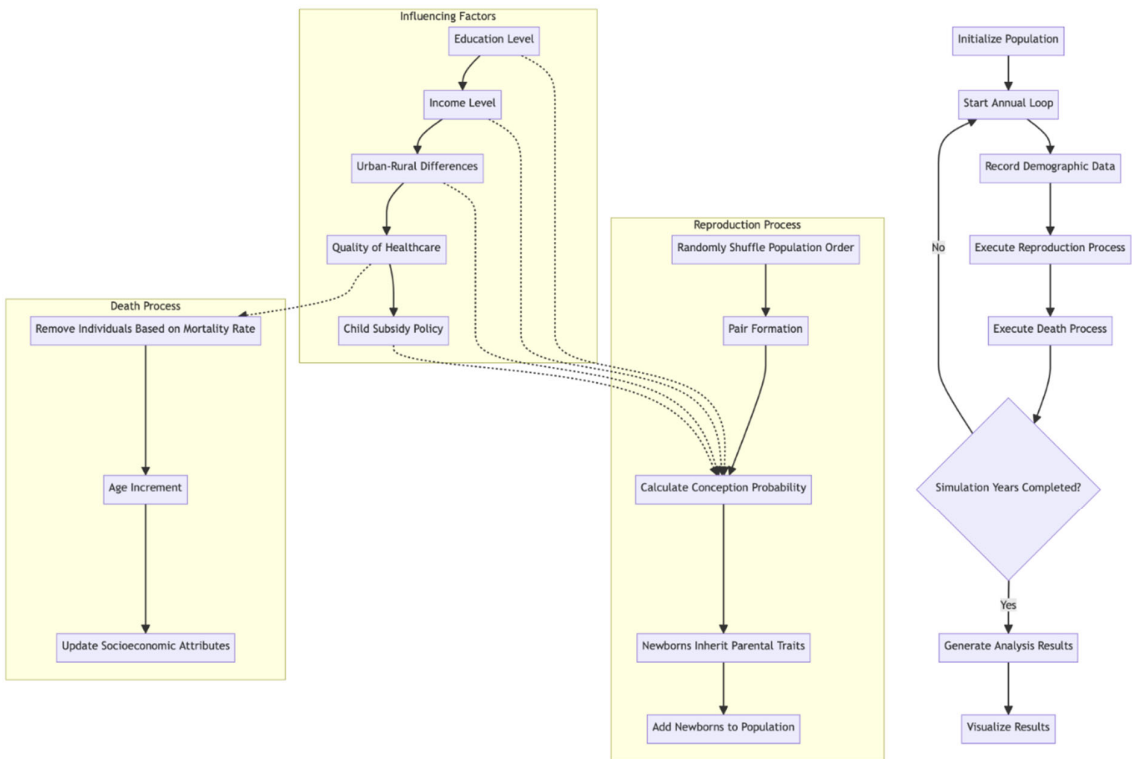 Influencing Factors
Education Level
Income Level
Urban-Rural Differences
Quality of Healthcare
Child Subsidy Policy
Death Process
Remove Individuals Based on Mortality Rate
Age Increment
Update Socioeconomic Attributes
Reproduction Process
Randomly Shuffle Population Order
Pair Formation
Calculate Conception Probability
Newborns Inherit Parental Traits
Add Newborns to Population
Initialize Population
Start Annual Loop
Record Demographic Data
No
Execute Reproduction Process
Execute Death Process
Simulation Years Completed?
Yes
Generate Analysis Results
Visualize Results